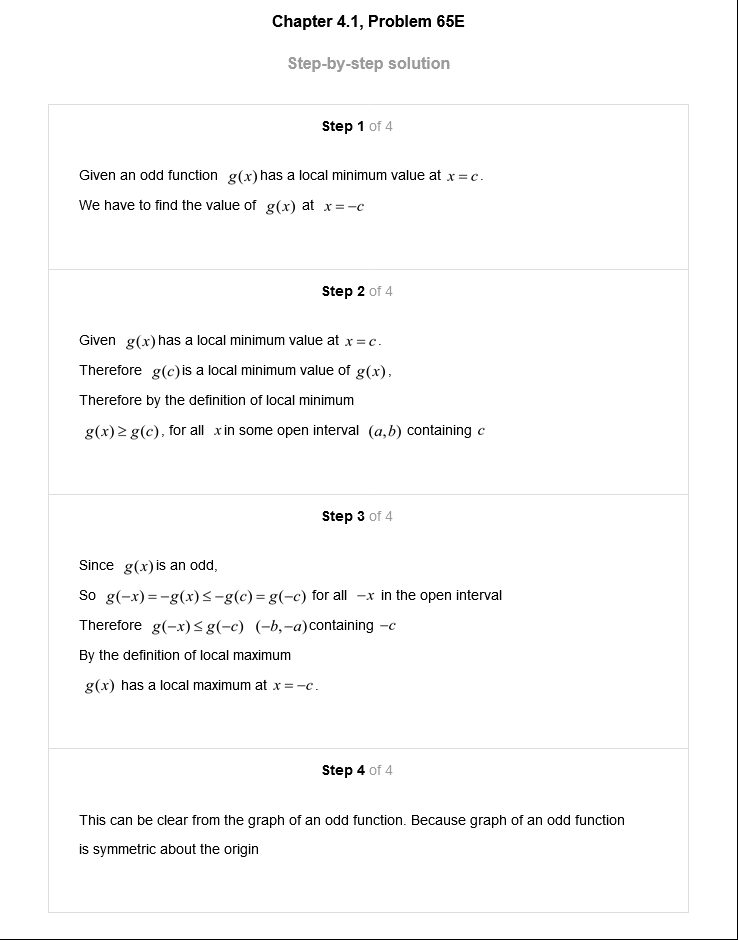 Chapter 4.1, Problem 65E
Step-by-step solution
Step 1 of 4
Given an odd function g(x) has a local minimum value at x = c.
We have to find the value of g(x) at x = −c
Step 2 of 4
Given g(x) has a local minimum value at x = c.
Therefore g(c) is a local minimum value of g(x),
Therefore by the definition of local minimum
g(x) ≥ g(c), for all x in some open interval (a,b) containing c
Step 3 of 4
Since g(x) is an odd,
So g(−x) = −g(x) ≤ −g(c) = g(−c) for all −x in the open interval
Therefore g(−x) ≤ g(−c) (−b,−a) containing −c
By the definition of local maximum
g(x) has a local maximum at x = −c.
Step 4 of 4
This can be clear from the graph of an odd function. Because graph of an odd function
is symmetric about the origin